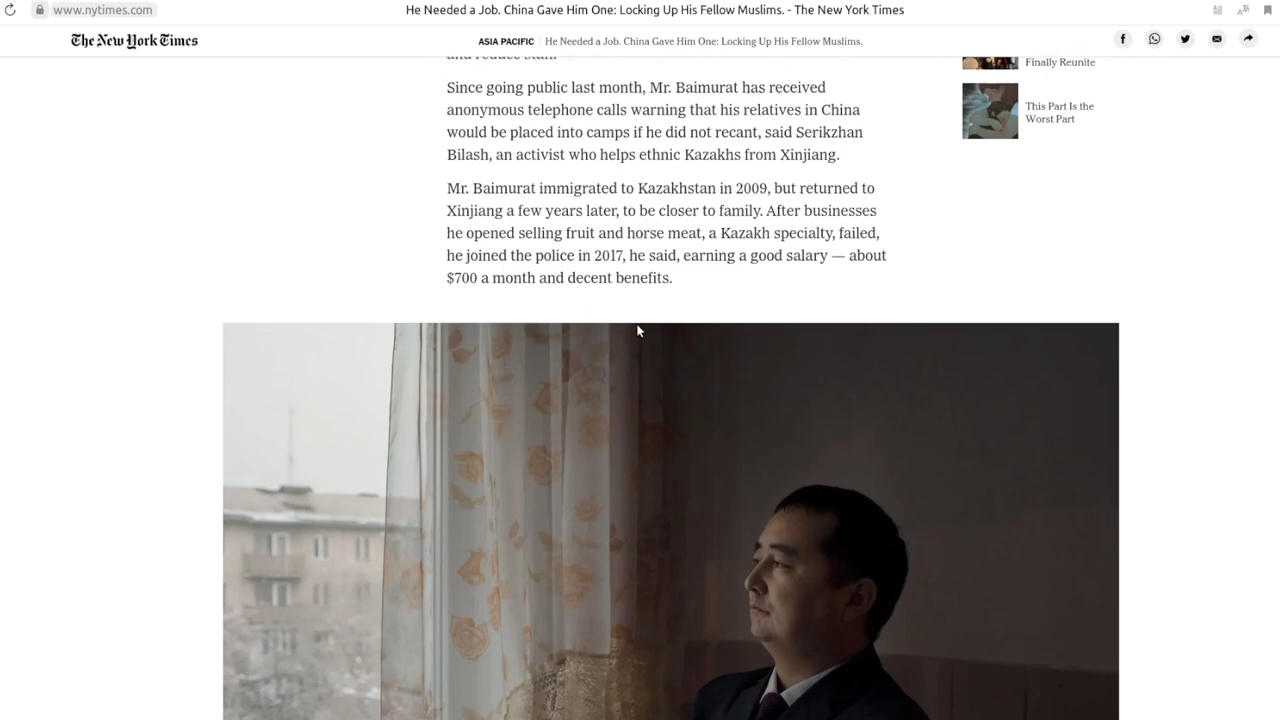 www.nytimes.com
He Needed a Job. China Gave Him One: Locking Up His Fellow Muslims. - The New York Times
The New York Times
ASIA PACIFIC
He Needed a Job. China Gave Him One: Locking Up His Fellow Muslims.
and reduce stain.
Finally Reunite
Since going public last month, Mr. Baimurat has received
anonymous telephone calls warning that his relatives in China
would be placed into camps if he did not recant, said Serikzhan
Bilash, an activist who helps ethnic Kazakhs from Xinjiang.
This Part Is the
Worst Part
Mr. Baimurat immigrated to Kazakhstan in 2009, but returned to
Xinjiang a few years later, to be closer to family. After businesses
he opened selling fruit and horse meat, a Kazakh specialty, failed,
he joined the police in 2017, he said, earning a good salary — about
$700 a month and decent benefits.